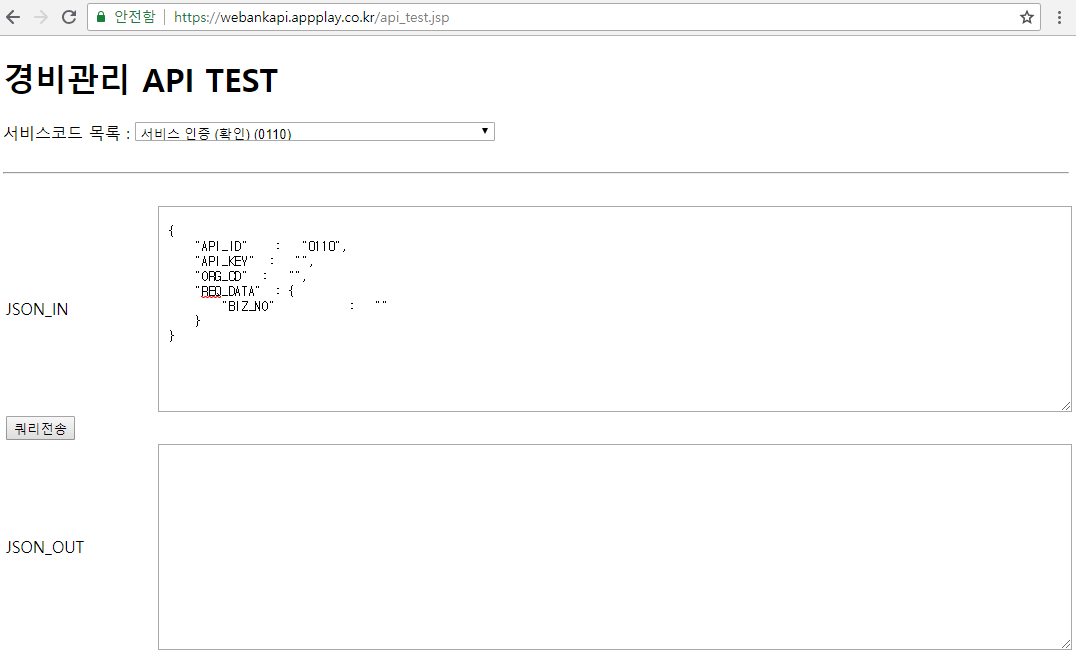 안전함 https://webankapi.appplay.co.kr/api_test.jsp
경비관리 API TEST
서비스코드 목록 : 서비스 인증 (확인) (0110)
JSON_IN
{
"API_ID" : "0110",
"API_KEY" : "",
"ORG_CD" : "",
"REQ_DATA" : {
"BIZ_NO" : ""
}
}
쿼리전송
JSON_OUT